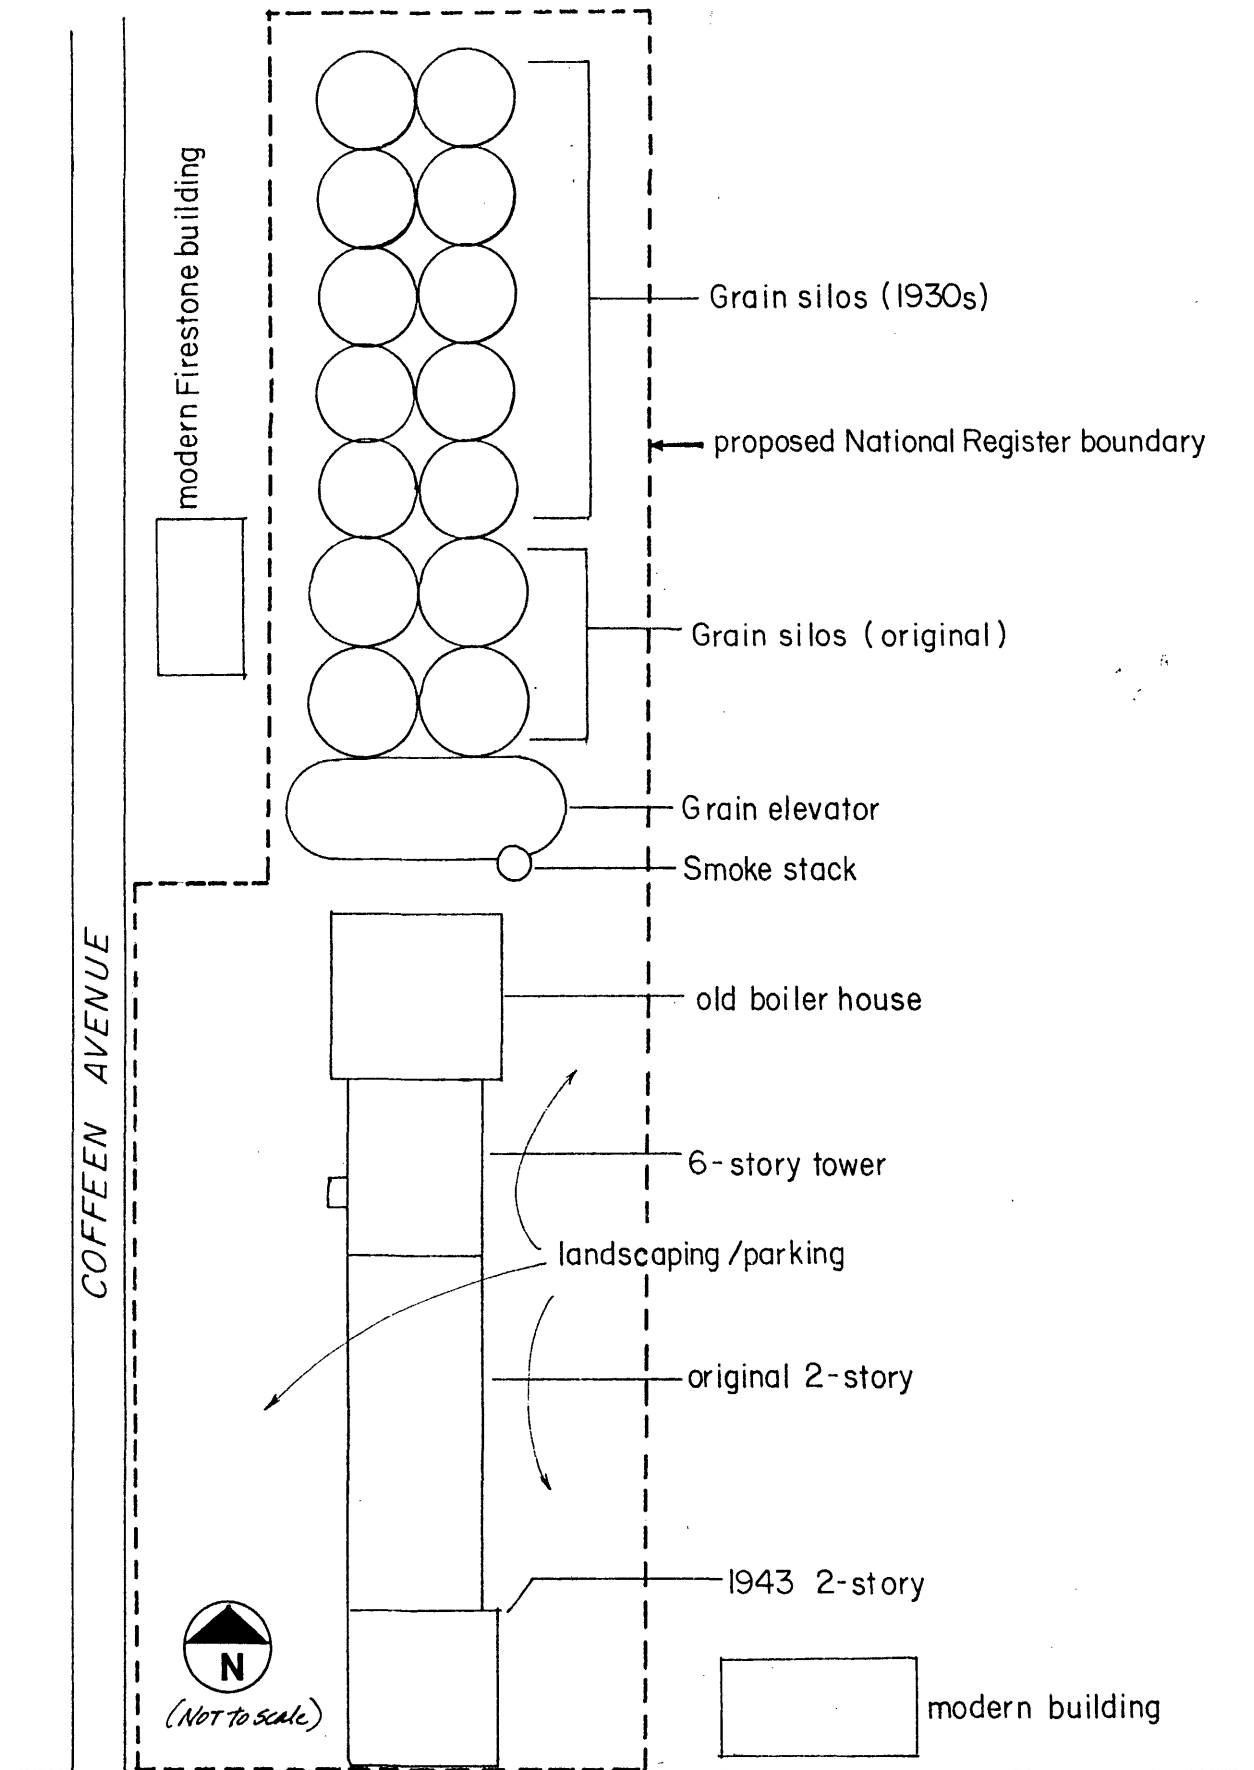 modern Firestone building
Grain silos (1930s)
proposed National Register boundary
Grain silos (original)
Grain elevator
Smoke stack
old boiler house
COFFEEN AVENUE
6-story tower
landscaping/parking
original 2-story
1943 2-story
N
(NOT to scale)
modern building